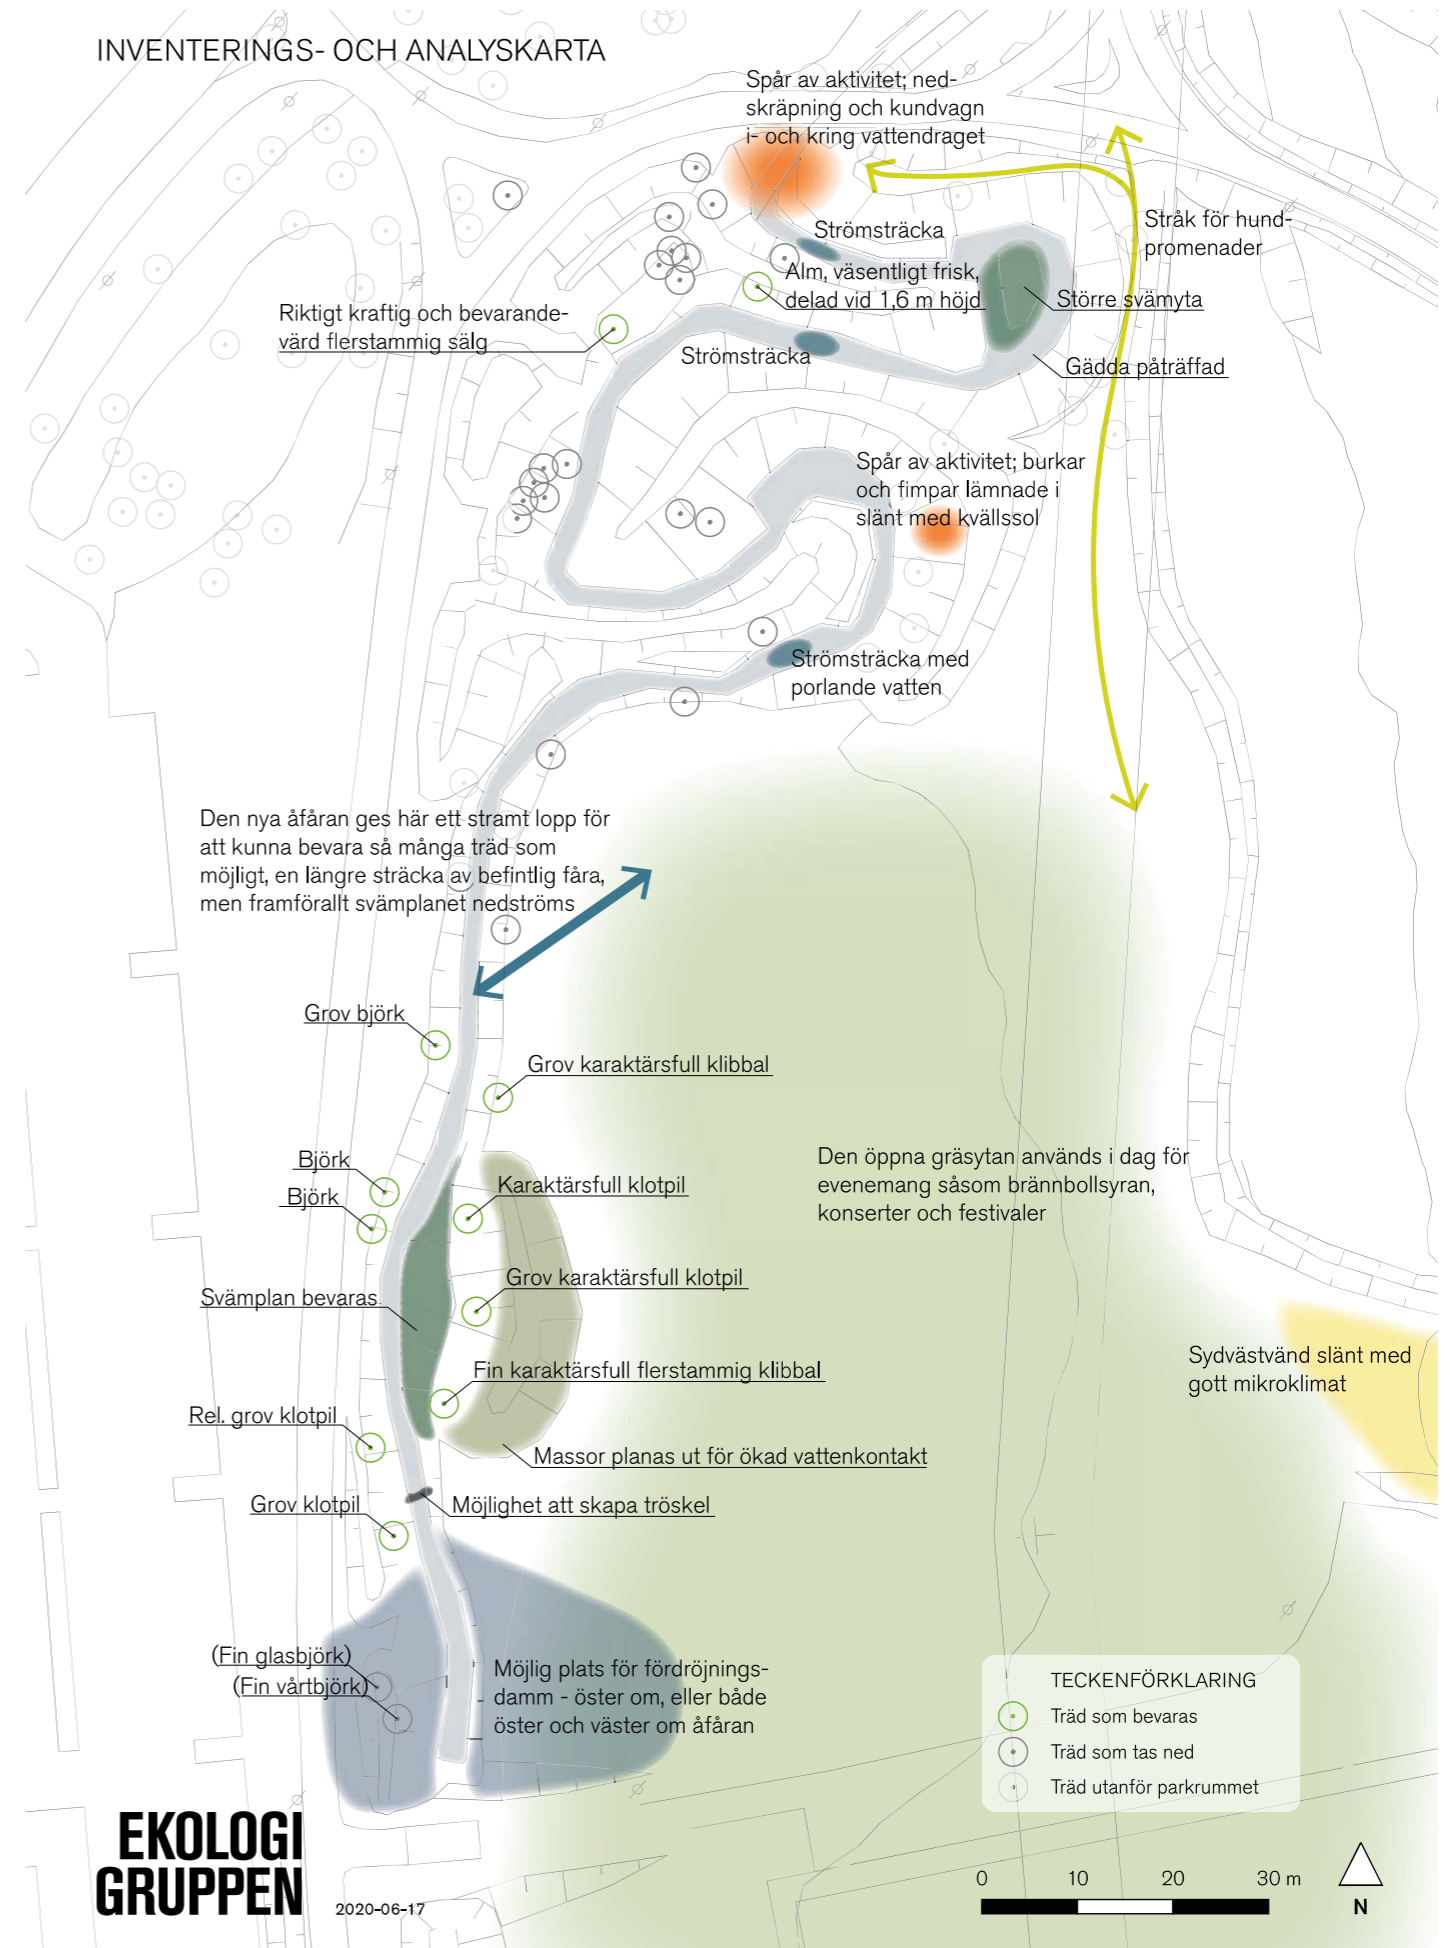 INVENTERINGS- OCH ANALYSKARTA
Spår av aktivitet; ned-
skräpning och kundvagn
i- och kring vattendraget
Stråk för hund-
promenader
Strömsträcka
Alm, väsentligt frisk,
delad vid 1,6 m höjd
Större svämyta
Riktigt kraftig och bevarande-
värd flerstammig sälg
Strömsträcka
Gädda påträffad
Spår av aktivitet; burkar
och fimpar lämnade i
slänt med kvällssol
Strömsträcka med
porlande vatten
Den nya åfåran ges här ett stramt lopp för
att kunna bevara så många träd som
möjligt, en längre sträcka av befintlig fåra,
men framförallt svämplanet nedströms
Grov björk
Grov karaktärsfull klibbal
Björk
Björk
Karaktärsfull klotpil
Den öppna gräsytan används i dag för
evenemang såsom brännbollsyran,
konserter och festivaler
Grov karaktärsfull klotpil
Svämplan bevaras
Fin karaktärsfull flerstammig klibbal
Sydvästvänd slänt med
gott mikroklimat
Rel. grov klotpil
Massor planas ut för ökad vattenkontakt
Grov klotpil
Möjlighet att skapa tröskel
(Fin glasbjörk)
(Fin vårtbjörk)
Möjlig plats för fördröjnings-
damm - öster om, eller både
öster och väster om åfåran
TECKENFÖRKLARING
Träd som bevaras
Träd som tas ned
Träd utanför parkrummet
EKOLOGI
GRUPPEN
2020-06-17
0 10 20 30 m
N